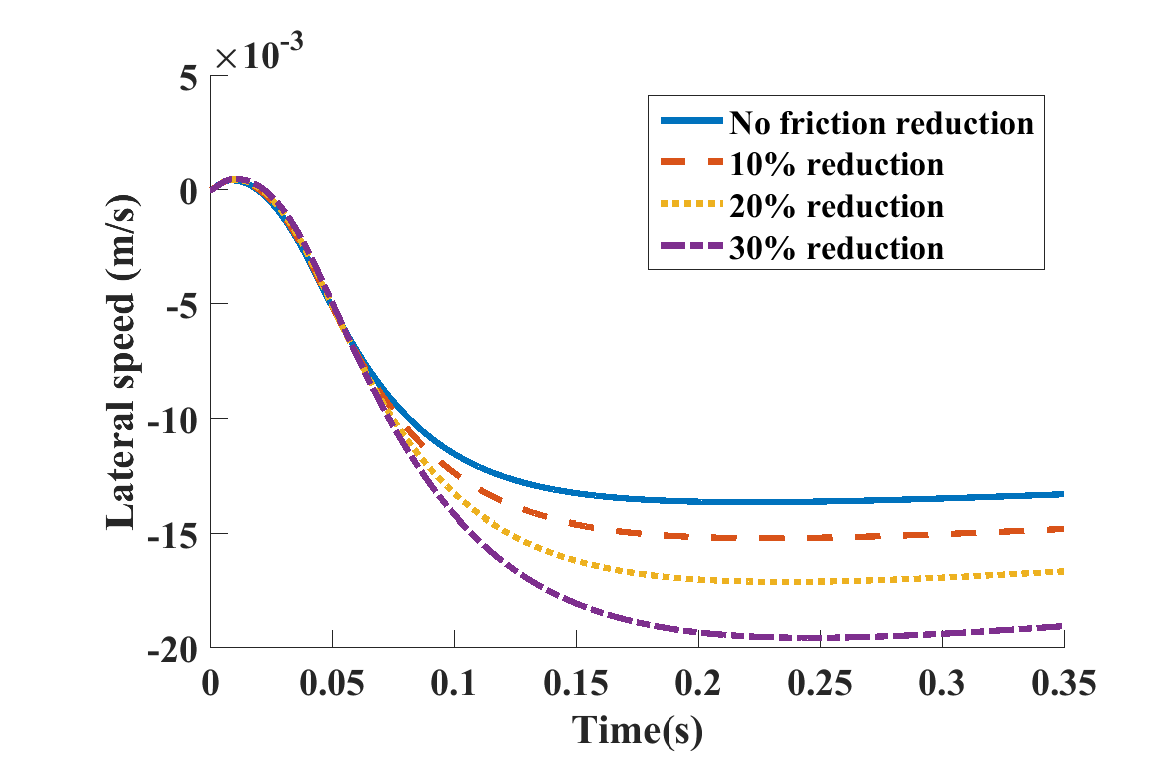 ×10-3
5
0
-5
-10
-15
-20
0 0.05 0.1 0.15 0.2 0.25 0.3 0.35
Time(s)
Lateral speed (m/s)
No friction reduction
10% reduction
20% reduction
30% reduction